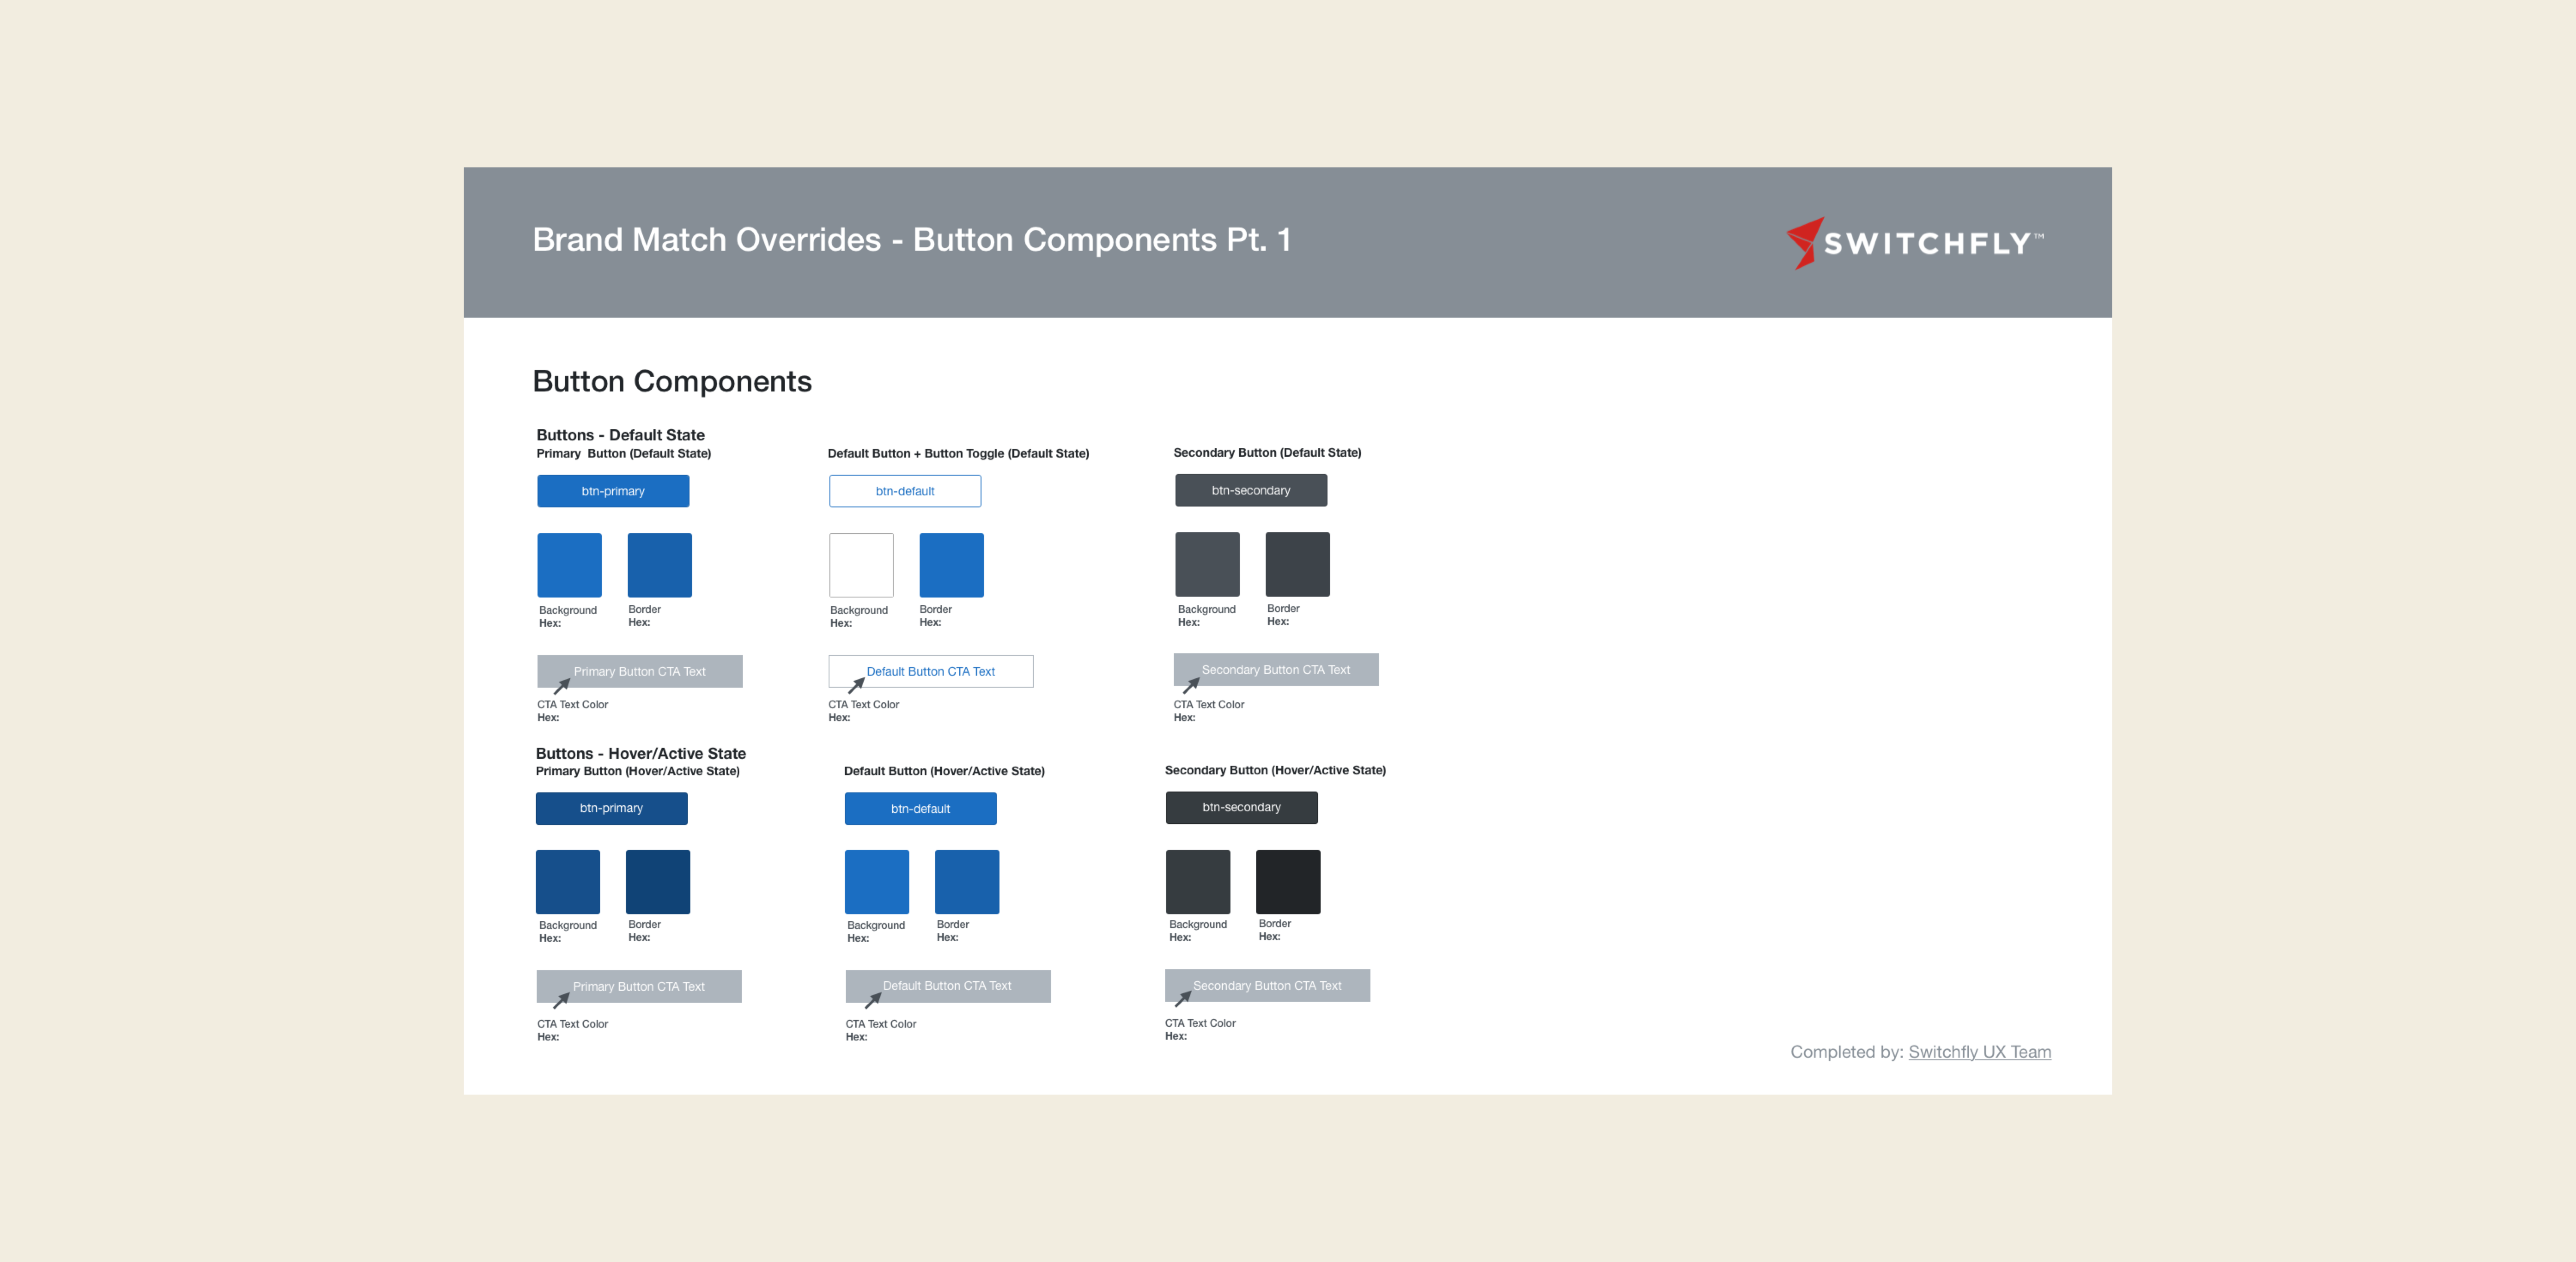 Brand Match Overrides - Button Components Pt. 1
SWITCHFLY™
Button Components
Buttons - Default State
Primary Button (Default State)
btn-primary
Background
Hex:
Border
Hex:
Primary Button CTA Text
CTA Text Color
Hex:
Default Button + Button Toggle (Default State)
btn-default
Background
Hex:
Border
Hex:
Default Button CTA Text
CTA Text Color
Hex:
Secondary Button (Default State)
btn-secondary
Background
Hex:
Border
Hex:
Secondary Button CTA Text
CTA Text Color
Hex:
Buttons - Hover/Active State
Primary Button (Hover/Active State)
btn-primary
Background
Hex:
Border
Hex:
Primary Button CTA Text
CTA Text Color
Hex:
Default Button (Hover/Active State)
btn-default
Background
Hex:
Border
Hex:
Default Button CTA Text
CTA Text Color
Hex:
Secondary Button (Hover/Active State)
btn-secondary
Background
Hex:
Border
Hex:
Secondary Button CTA Text
CTA Text Color
Hex:
Completed by: Switchfly UX Team